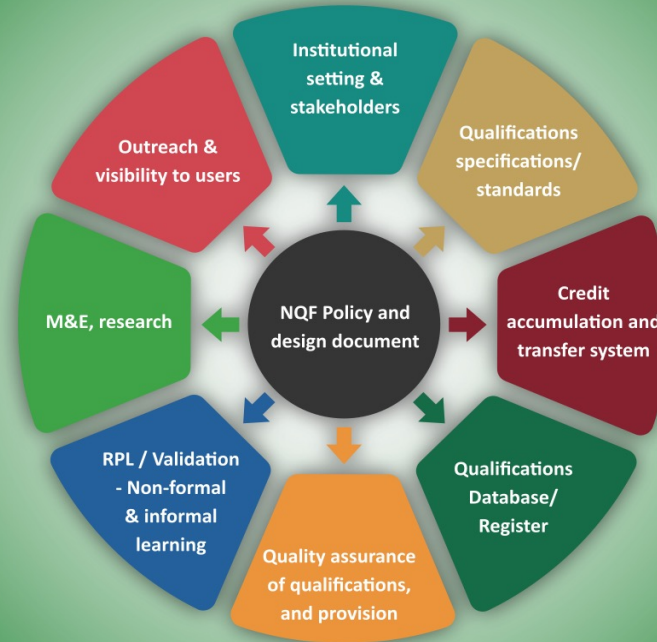 Institutional
setting &
stakeholders
Qualifications
specifications/
standards
Credit
accumulation and
transfer system
Qualifications
Database/
Register
Quality assurance
of qualifications,
and provision
RPL / Validation
- Non-formal
& informal
learning
M&E, research
Outreach &
visibility to users
NQF Policy and
design document